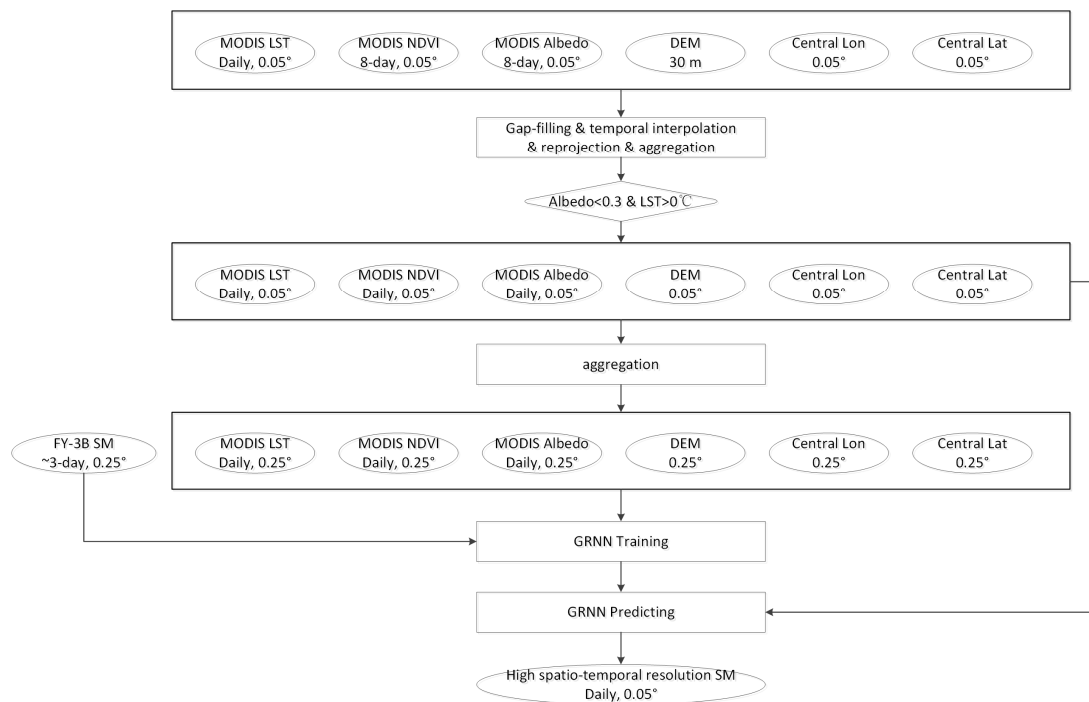 MODIS LST
Daily, 0.05°
MODIS NDVI
8-day, 0.05°
MODIS Albedo
8-day, 0.05°
DEM
30 m
Central Lon
0.05°
Central Lat
0.05°
Gap-filling & temporal interpolation
& reprojection & aggregation
Albedo<0.3 & LST>0℃
MODIS LST
Daily, 0.05°
MODIS NDVI
Daily, 0.05°
MODIS Albedo
Daily, 0.05°
DEM
0.05°
Central Lon
0.05°
Central Lat
0.05°
aggregation
FY-3B SM
~3-day, 0.25°
MODIS LST
Daily, 0.25°
MODIS NDVI
Daily, 0.25°
MODIS Albedo
Daily, 0.25°
DEM
0.25°
Central Lon
0.25°
Central Lat
0.25°
GRNN Training
GRNN Predicting
High spatio-temporal resolution SM
Daily, 0.05°